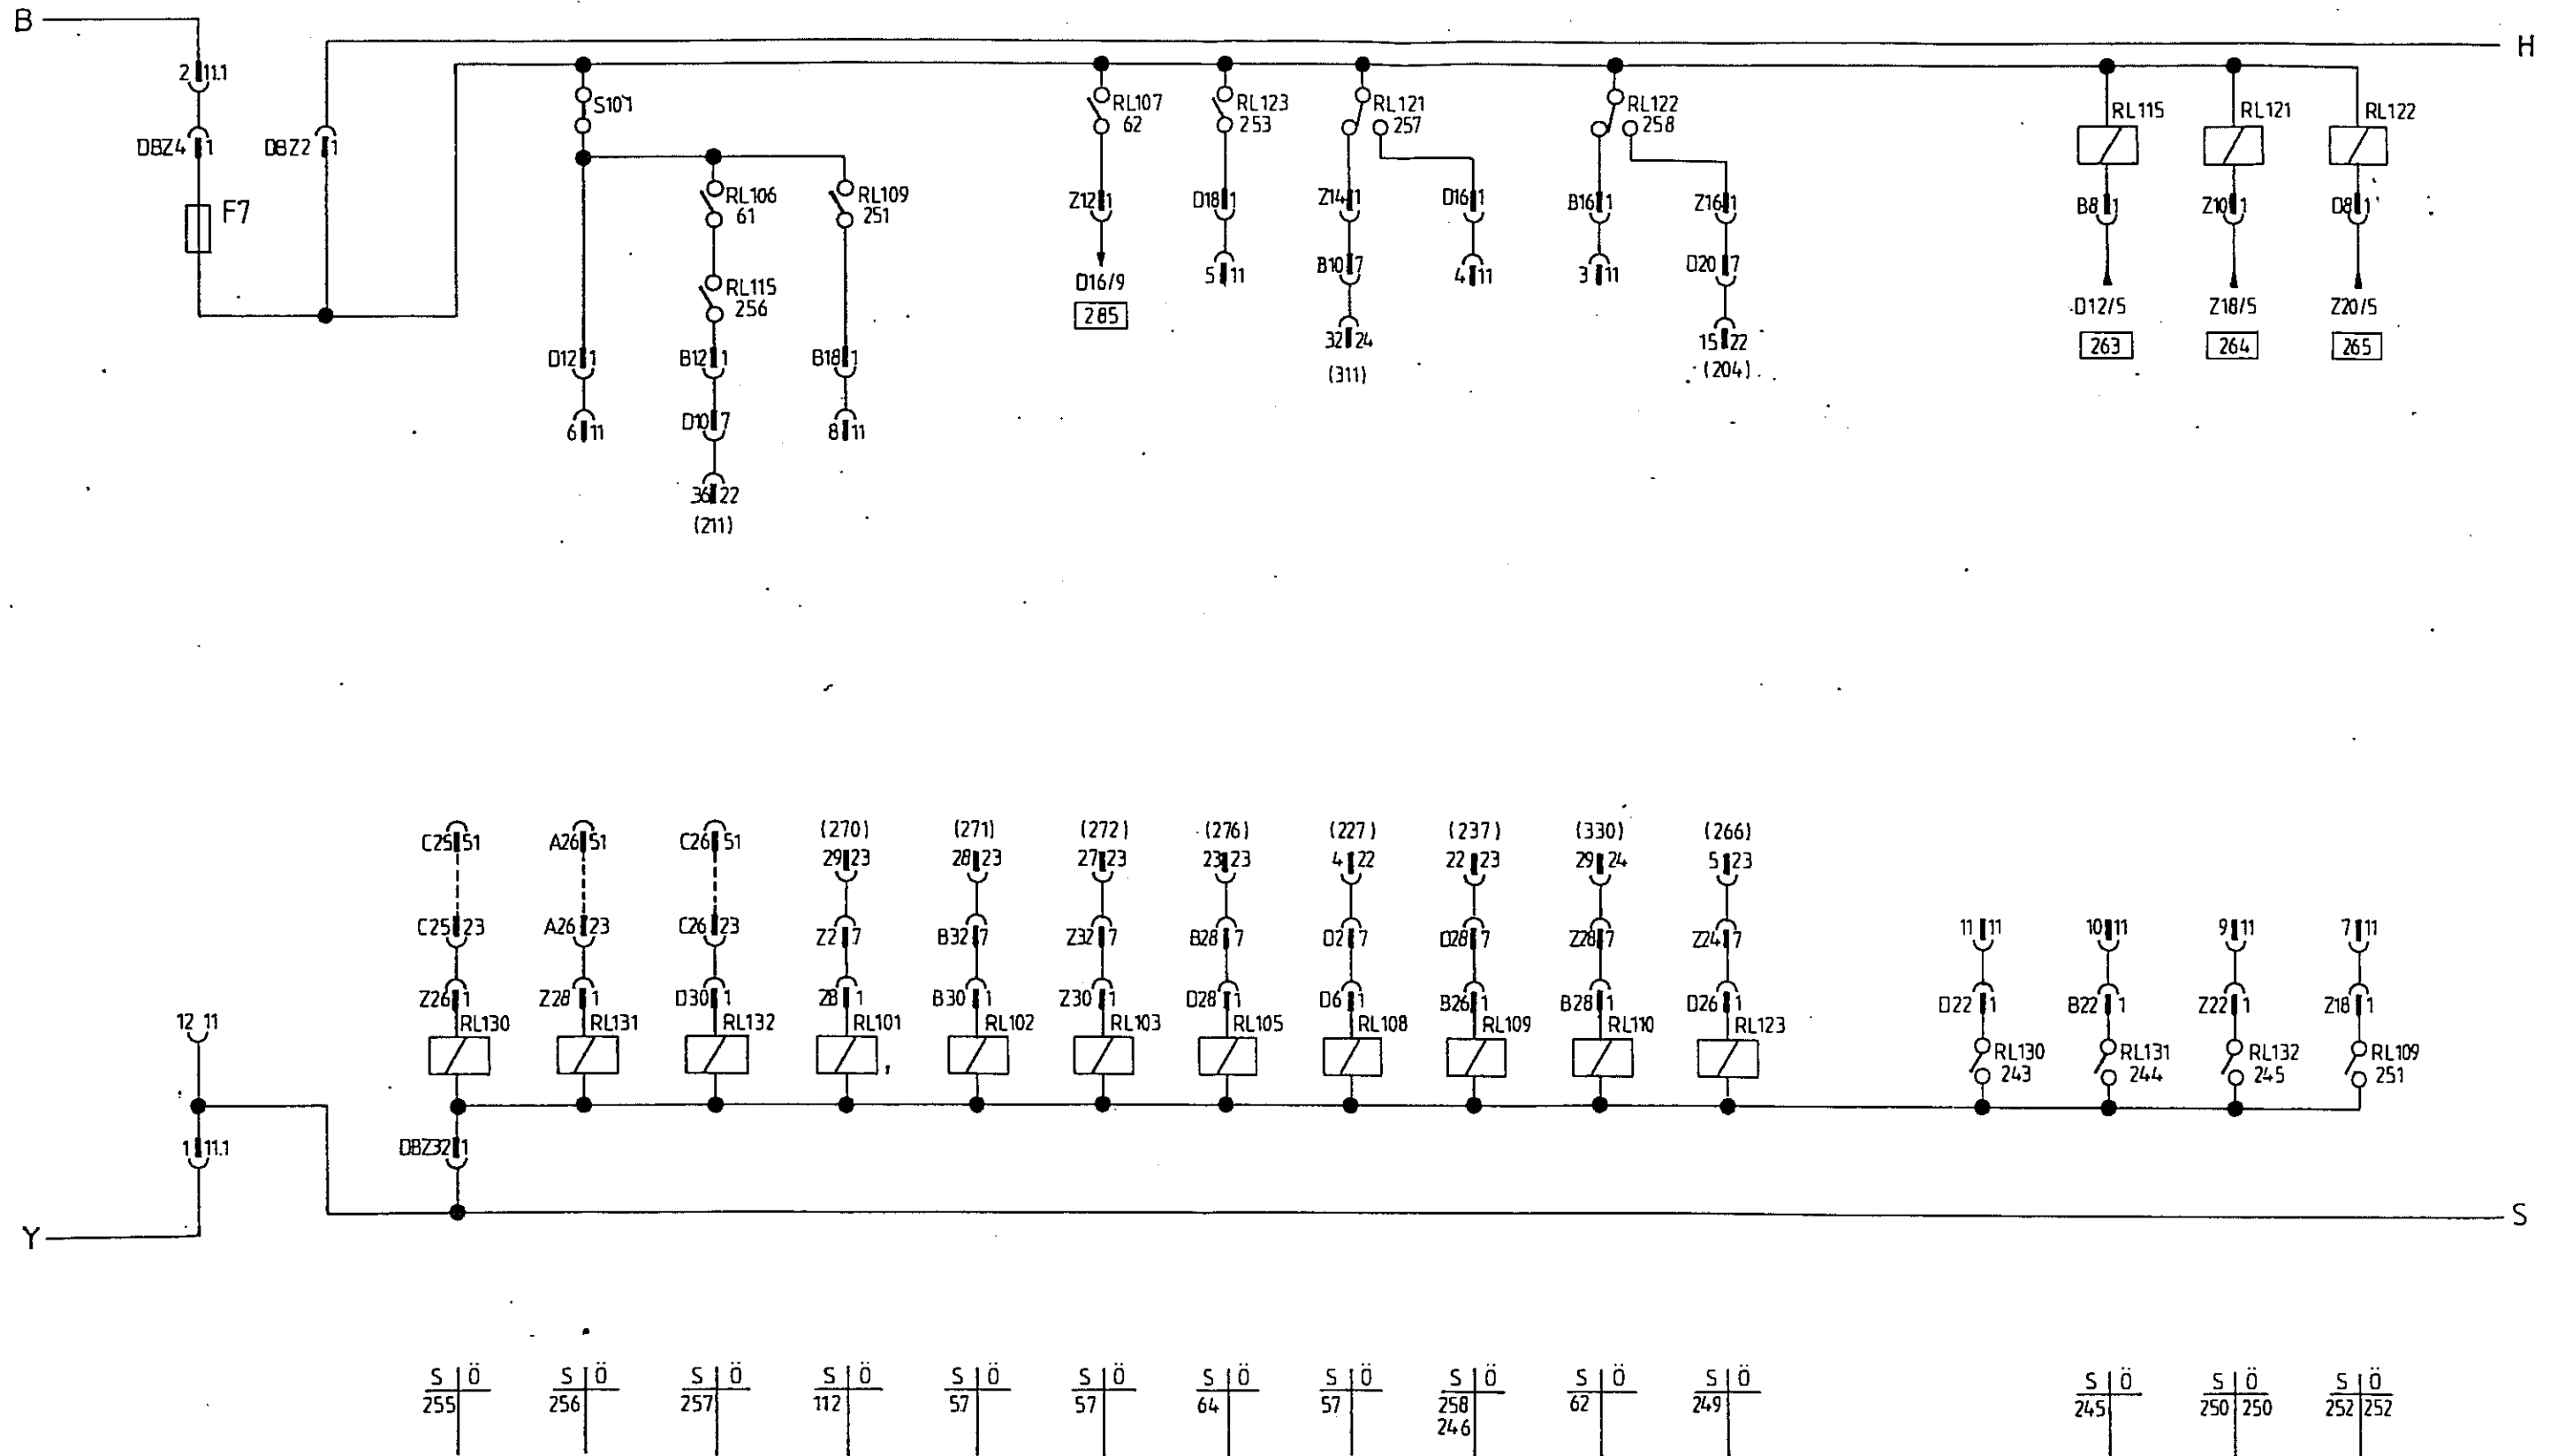 B
H
2 11.1
S101
RL107
62
RL123
253
RL121
257
RL122
258
RL115
RL121
RL122
DBZ4 1
DBZ2 1
F7
RL106
61
RL109
251
Z12 1
D18 1
Z14 1
D16 1
B16 1
Z16 1
B8 1
Z10 1
D8 1
RL115
256
D16/9
285
5 11
B10 7
4 11
3 11
D20 7
D12/5
Z18/5
Z20/5
263
264
265
32 24
(311)
15 22
(204)
D12 1
B12 1
B18 1
6 11
D10 7
8 11
36 22
(211)
C25 51
A26 51
C26 51
(270)
(271)
(272)
(276)
(227)
(237)
(330)
(266)
29 23
28 23
27 23
23 23
4 22
22 23
29 24
5 23
C25 23
A26 23
C26 23
Z2 7
B32 7
Z32 7
B28 7
D2 7
D28 7
Z28 7
Z24 7
11 11
10 11
9 11
7 11
Z26 1
Z28 1
D30 1
Z8 1
B30 1
Z30 1
D28 1
D6 1
B26 1
B28 1
D26 1
D22 1
B22 1
Z22 1
Z18 1
12 11
RL130
RL131
RL132
RL101
RL102
RL103
RL105
RL108
RL109
RL110
RL123
RL130
243
RL131
244
RL132
245
RL109
251
1 11.1
DBZ32 1
Y
S
S Ö
S Ö
S Ö
S Ö
S Ö
S Ö
S Ö
S Ö
S Ö
S Ö
S Ö
S Ö
S Ö
S Ö
255
256
257
112
57
57
64
57
258
246
62
249
245
250 250
252 252